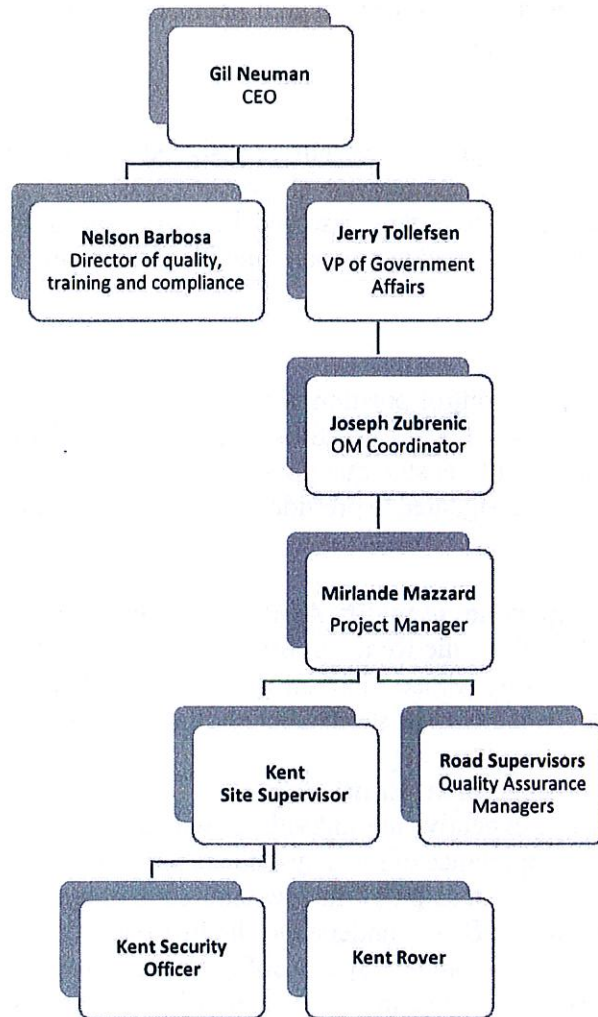 Gil Neuman
CEO
Nelson Barbosa
Director of quality,
training and compliance
Jerry Tollefsen
VP of Government
Affairs
Joseph Zubrenic
OM Coordinator
Mirlande Mazzard
Project Manager
Kent
Site Supervisor
Road Supervisors
Quality Assurance
Managers
Kent Security
Officer
Kent Rover